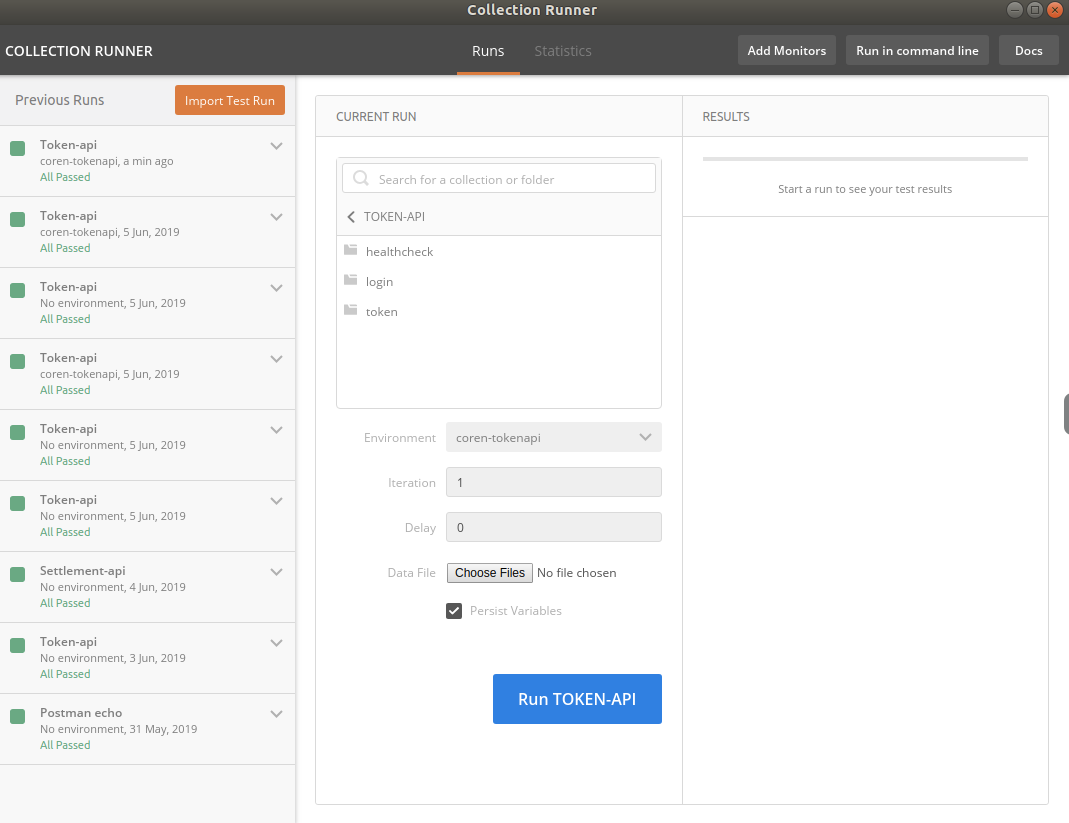 Collection Runner
COLLECTION RUNNER
Runs
Statistics
Add Monitors
Run in command line
Docs
Previous Runs
Import Test Run
Token-api
coren-tokenapi, a min ago
All Passed
Token-api
coren-tokenapi, 5 Jun, 2019
All Passed
Token-api
No environment, 5 Jun, 2019
All Passed
Token-api
coren-tokenapi, 5 Jun, 2019
All Passed
Token-api
No environment, 5 Jun, 2019
All Passed
Token-api
No environment, 5 Jun, 2019
All Passed
Settlement-api
No environment, 4 Jun, 2019
All Passed
Token-api
No environment, 3 Jun, 2019
All Passed
Postman echo
No environment, 31 May, 2019
All Passed
CURRENT RUN
Search for a collection or folder
TOKEN-API
healthcheck
login
token
Environment
coren-tokenapi
Iteration
1
Delay
0
Data File
Choose Files No file chosen
Persist Variables
Run TOKEN-API
RESULTS
Start a run to see your test results